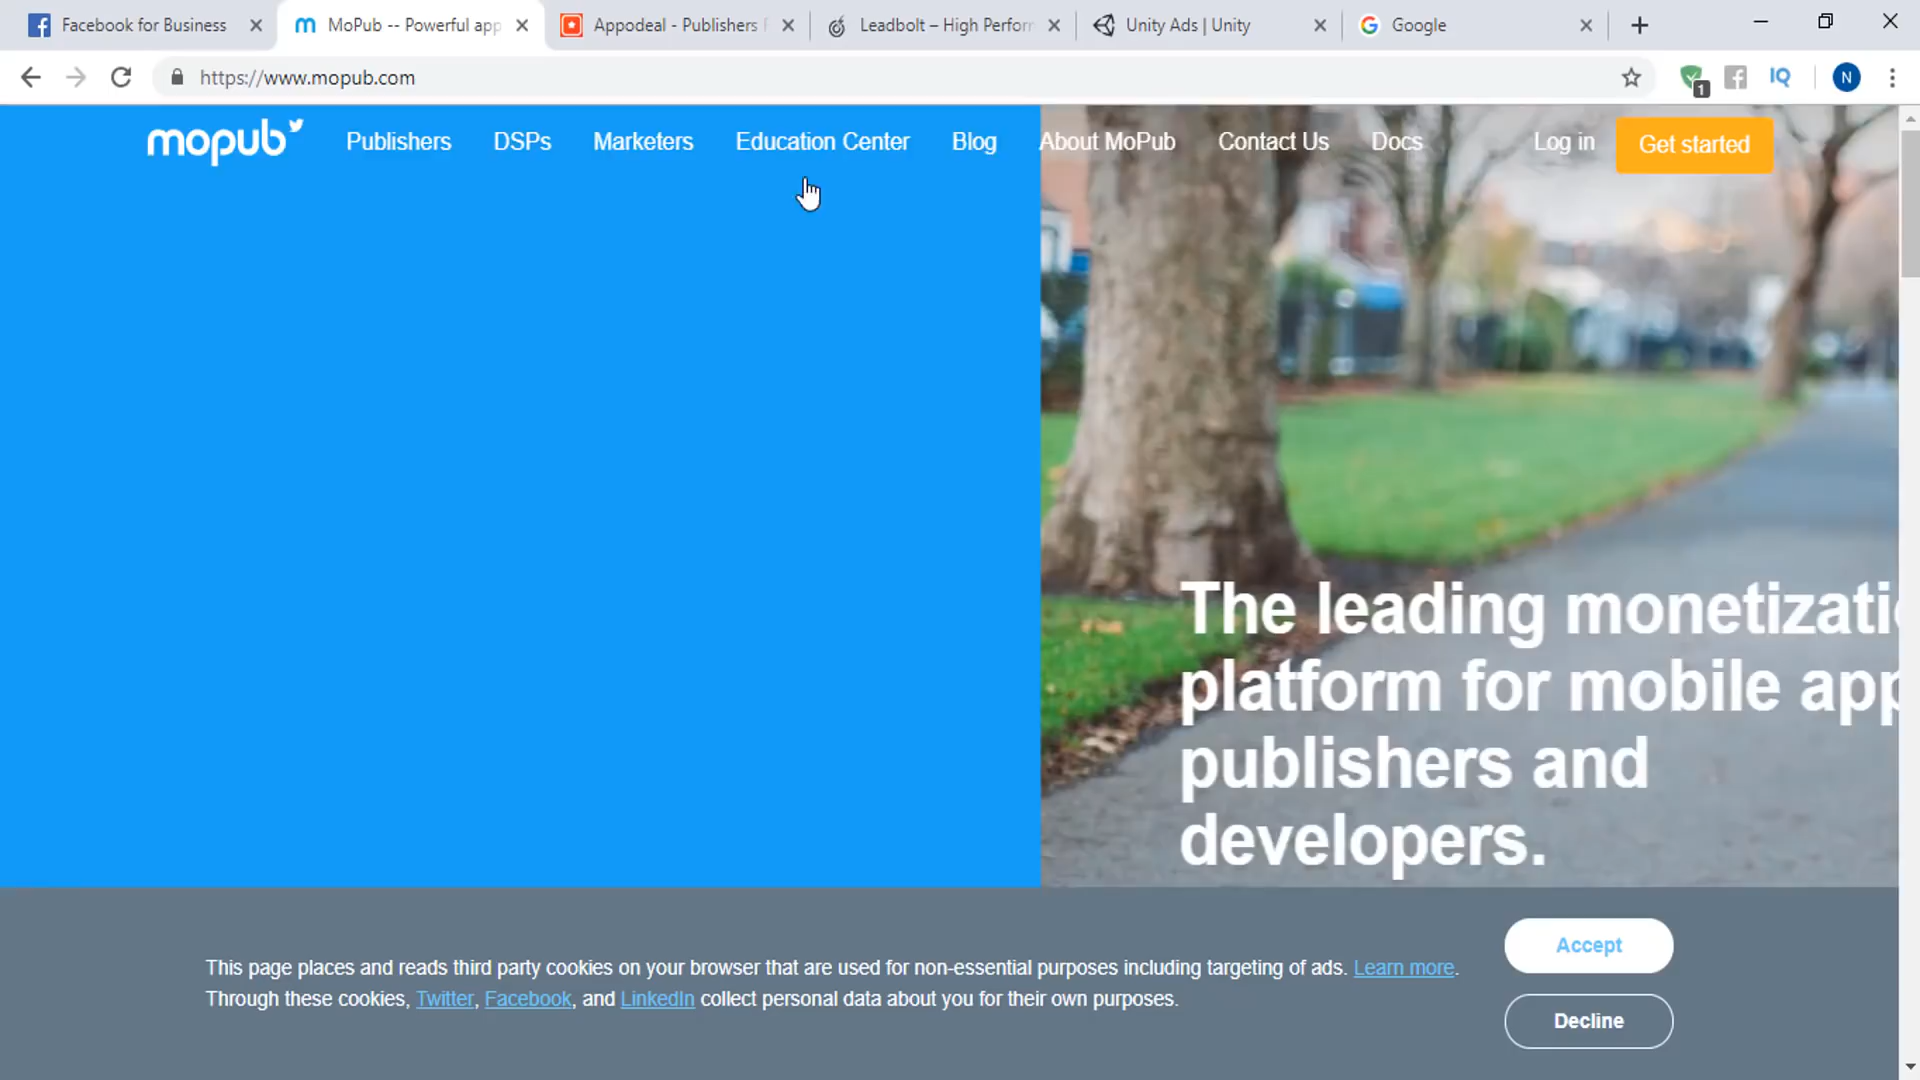 Facebook for Business
MoPub -- Powerful app
Appodeal - Publishers
Leadbolt – High Perform
Unity Ads | Unity
Google
https://www.mopub.com
1
IQ
N
mopub
Publishers
DSPs
Marketers
Education Center
Blog
About MoPub
Contact Us
Docs
Log in
Get started
The leading monetizati
platform for mobile app
publishers and
developers.
This page places and reads third party cookies on your browser that are used for non-essential purposes including targeting of ads. Learn more.
Through these cookies, Twitter, Facebook, and LinkedIn collect personal data about you for their own purposes.
Accept
Decline